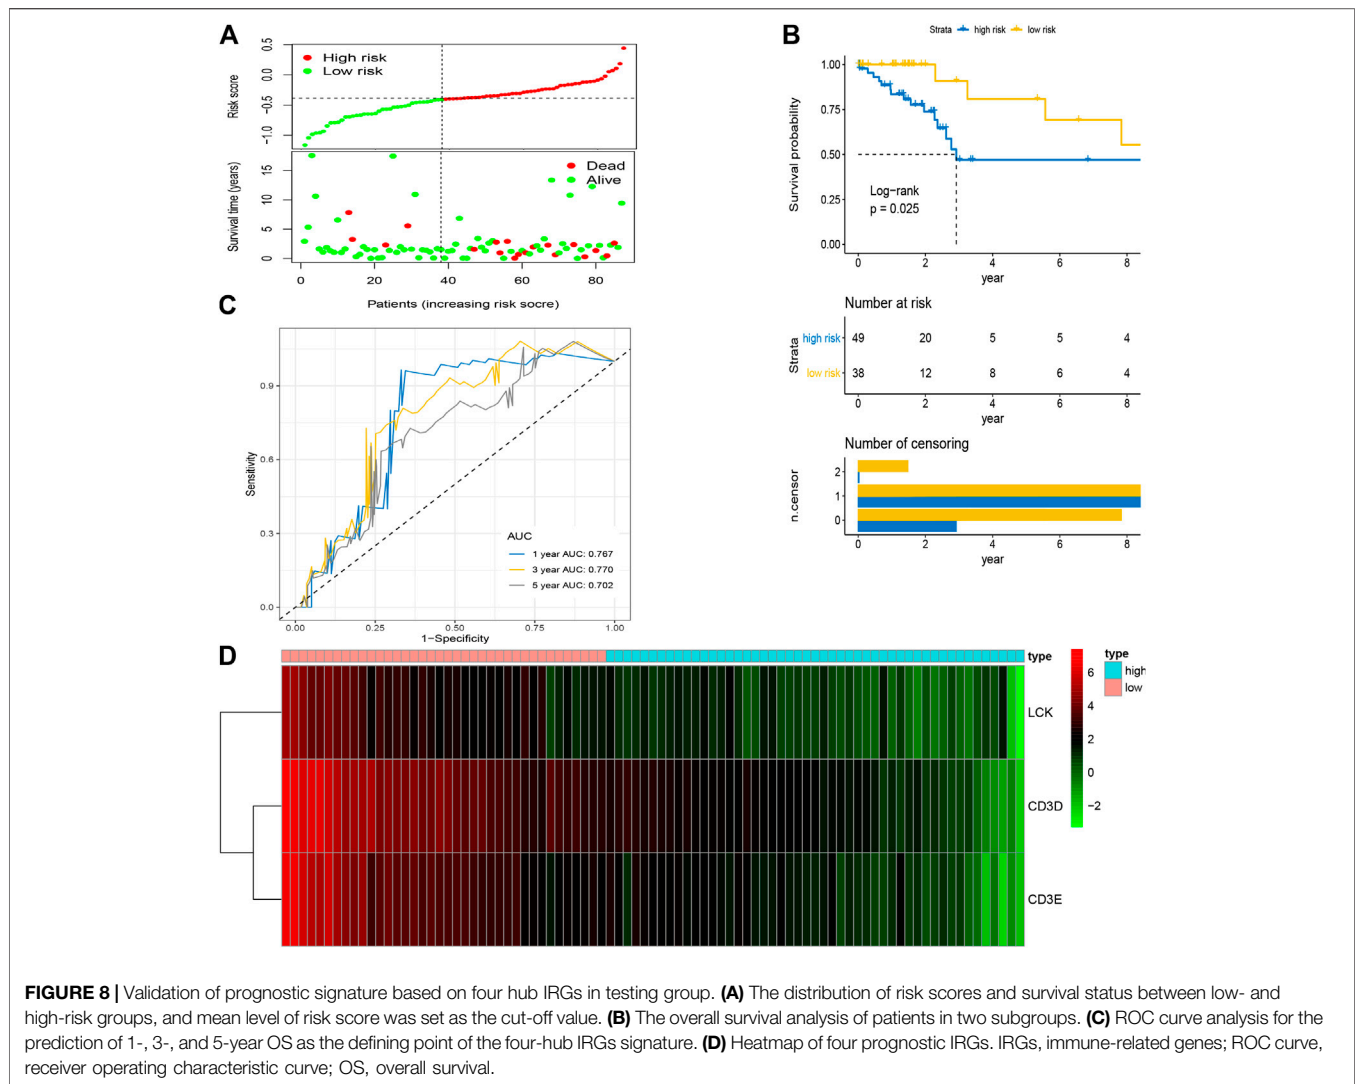 A
0.5
0.0
−0.5
−1.0
Risk score
High risk
Low risk
15
10
5
0
Survival time (years)
Dead
Alive
0 20 40 60 80
Patients (increasing risk socre)
B
Strata high risk low risk
1.00
0.75
0.50
0.25
0.00
Survival probability
Log−rank
p = 0.025
0 2 4 6 8
year
Number at risk
Strata
high risk 49 20 5 5 4
low risk 38 12 8 6 4
0 2 4 6 8
year
Number of censoring
n.censor
2
1
0
0 2 4 6 8
year
C
0.9
0.6
0.3
0.0
Sensitivity
AUC
1 year AUC: 0.767
3 year AUC: 0.770
5 year AUC: 0.702
0.00 0.25 0.50 0.75 1.00
1−Specificity
D
type
LCK
CD3D
CD3E
6
4
2
0
−2
type
high
low
FIGURE 8 | Validation of prognostic signature based on four hub IRGs in testing group. (A) The distribution of risk scores and survival status between low- and
high-risk groups, and mean level of risk score was set as the cut-off value. (B) The overall survival analysis of patients in two subgroups. (C) ROC curve analysis for the
prediction of 1-, 3-, and 5-year OS as the defining point of the four-hub IRGs signature. (D) Heatmap of four prognostic IRGs. IRGs, immune-related genes; ROC curve,
receiver operating characteristic curve; OS, overall survival.